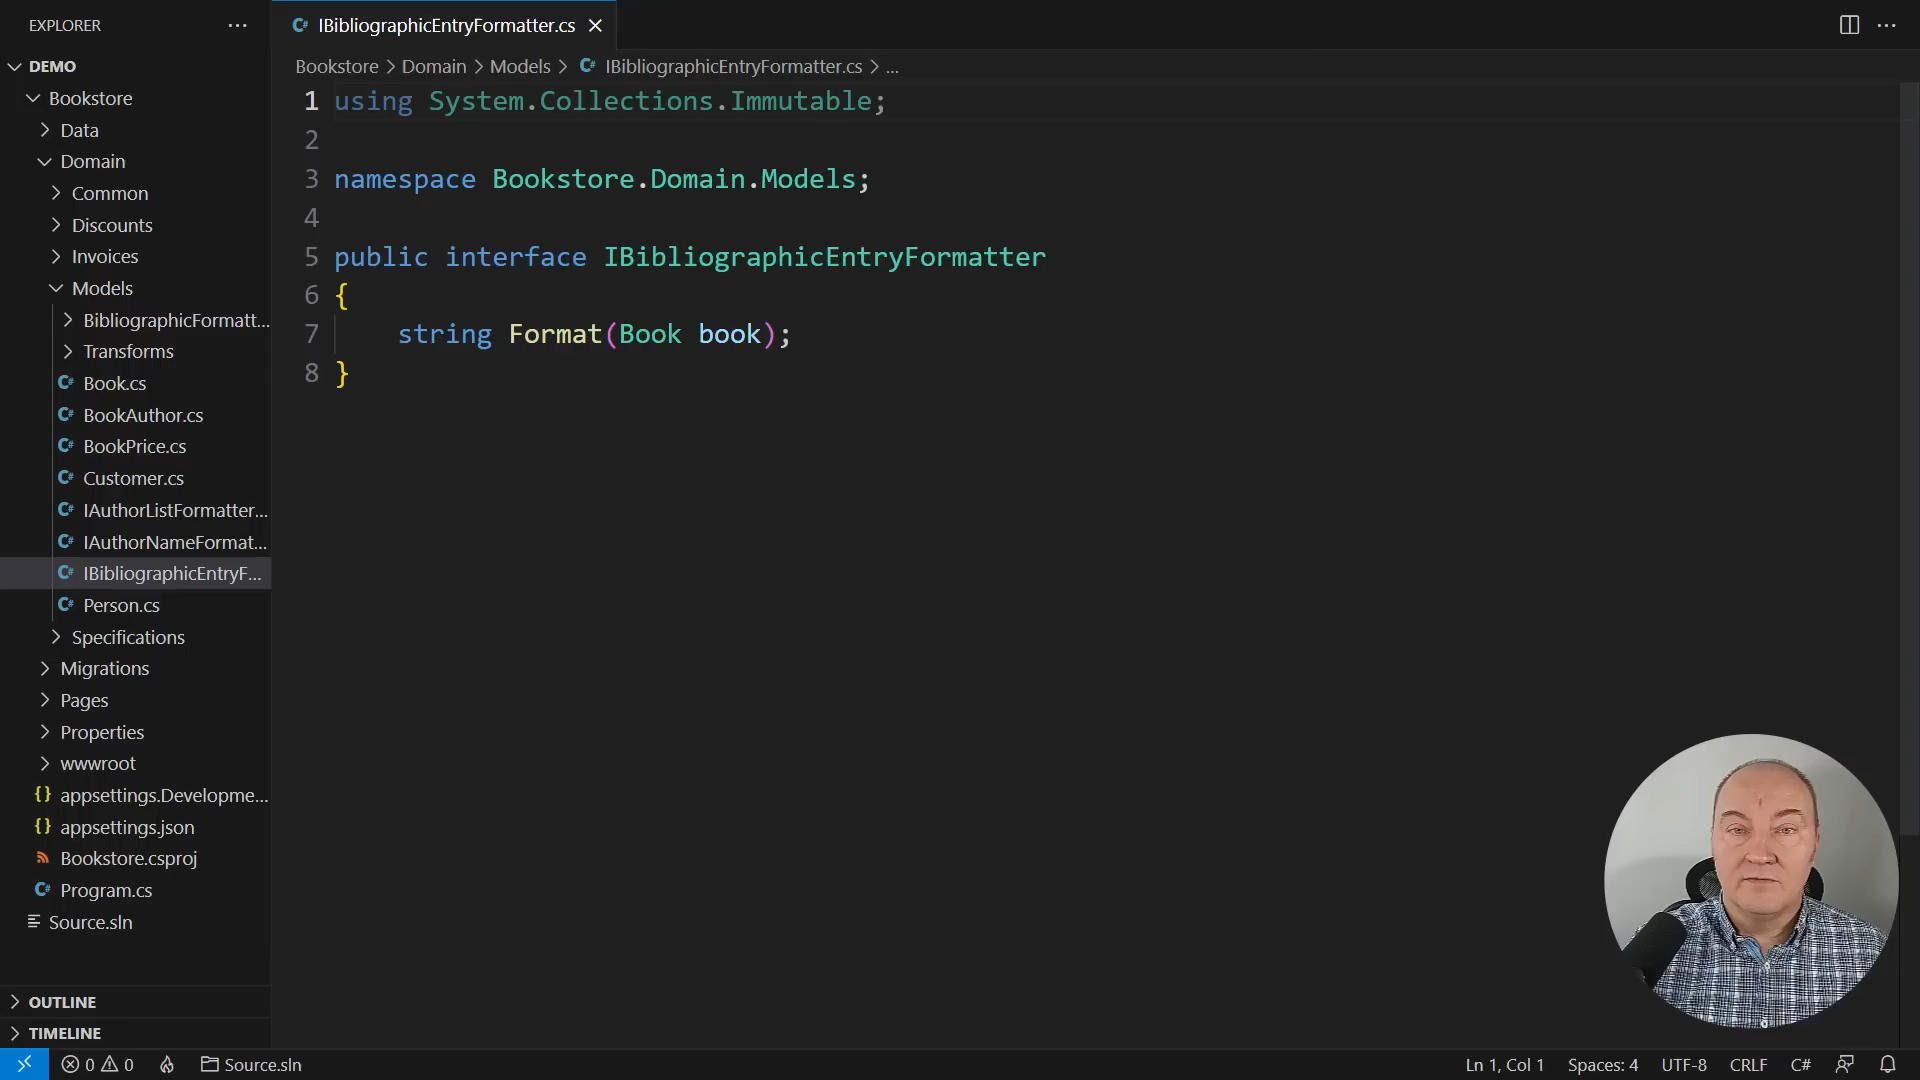 EXPLORER
DEMO
Bookstore
Data
Domain
Common
Discounts
Invoices
Models
BibliographicFormatt...
Transforms
Book.cs
BookAuthor.cs
BookPrice.cs
Customer.cs
IAuthorListFormatter...
IAuthorNameFormat...
IBibliographicEntryF...
Person.cs
Specifications
Migrations
Pages
Properties
wwwroot
appsettings.Developme...
appsettings.json
Bookstore.csproj
Program.cs
Source.sln
OUTLINE
TIMELINE
IBibliographicEntryFormatter.cs
Bookstore > Domain > Models > IBibliographicEntryFormatter.cs > ...
1 using System.Collections.Immutable;
2
3 namespace Bookstore.Domain.Models;
4
5 public interface IBibliographicEntryFormatter
6 {
7 string Format(Book book);
8 }
0 0 Source.sln Ln 1, Col 1 Spaces: 4 UTF-8 CRLF C#